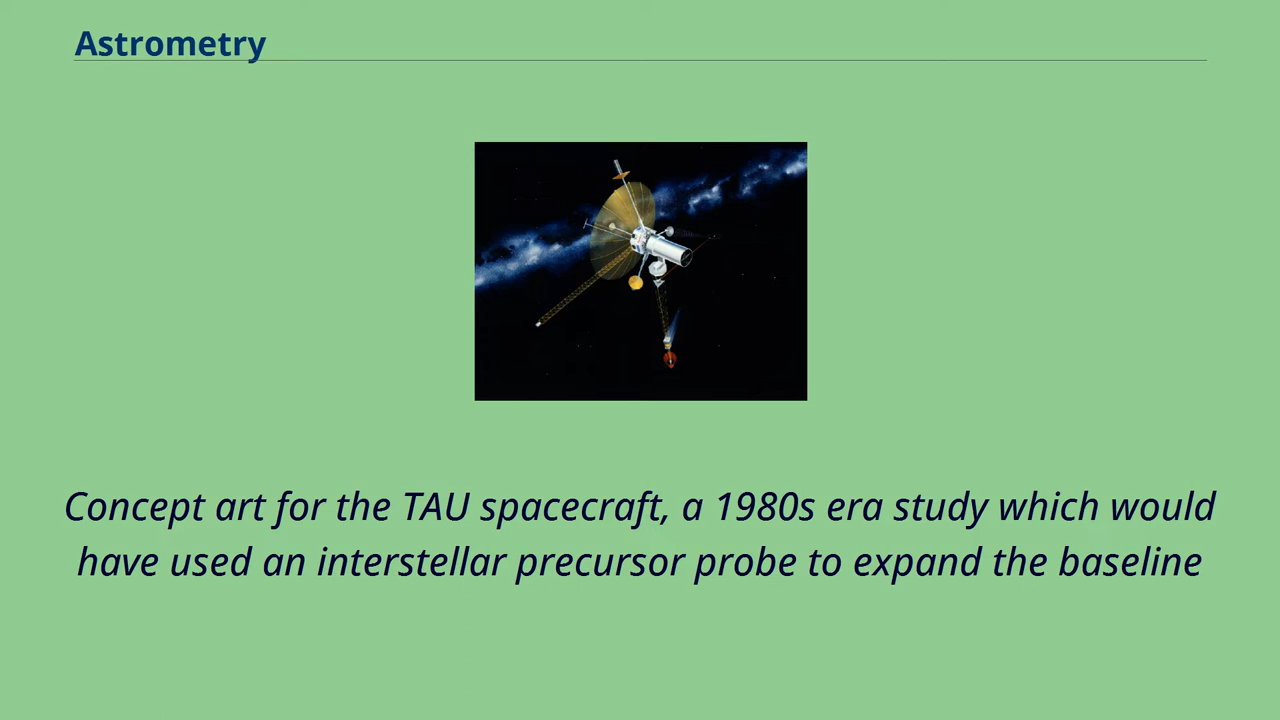 Astrometry
Concept art for the TAU spacecraft, a 1980s era study which would
have used an interstellar precursor probe to expand the baseline